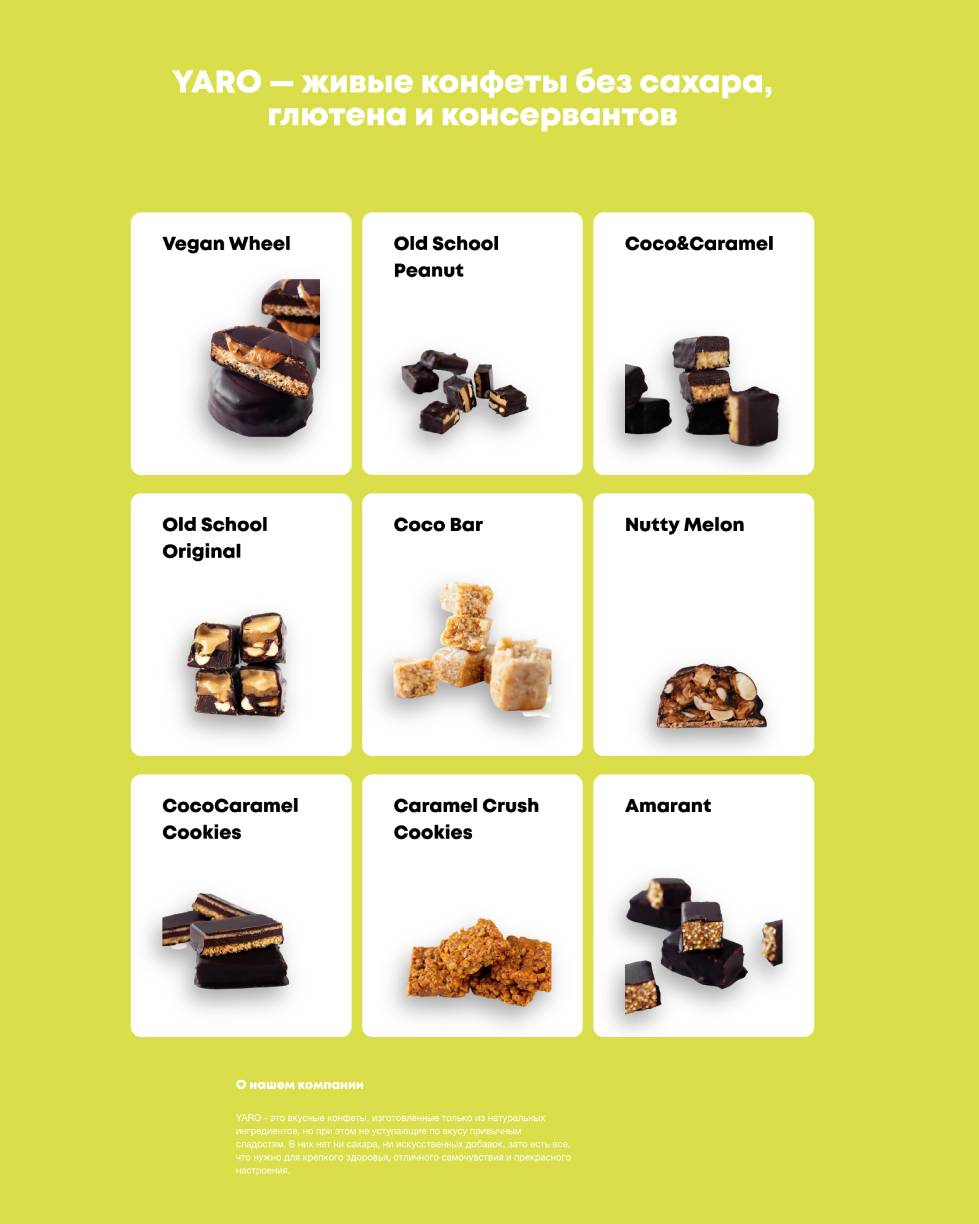 YARO — живые конфеты без сахара,
глютена и консервантов
Vegan Wheel
Old School
Peanut
Coco&Caramel
Old School
Original
Coco Bar
Nutty Melon
CocoCaramel
Cookies
Caramel Crush
Cookies
Amarant
О нашем компании
YARO - это вкусные конфеты, изготовленные только из натуральных
ингредиентов, но при этом не уступающие по вкусу привычным
сладостям. В них нет ни сахара, ни искусственных добавок, зато есть все,
что нужно для крепкого здоровья, отличного самочувствия и прекрасного
настроения.